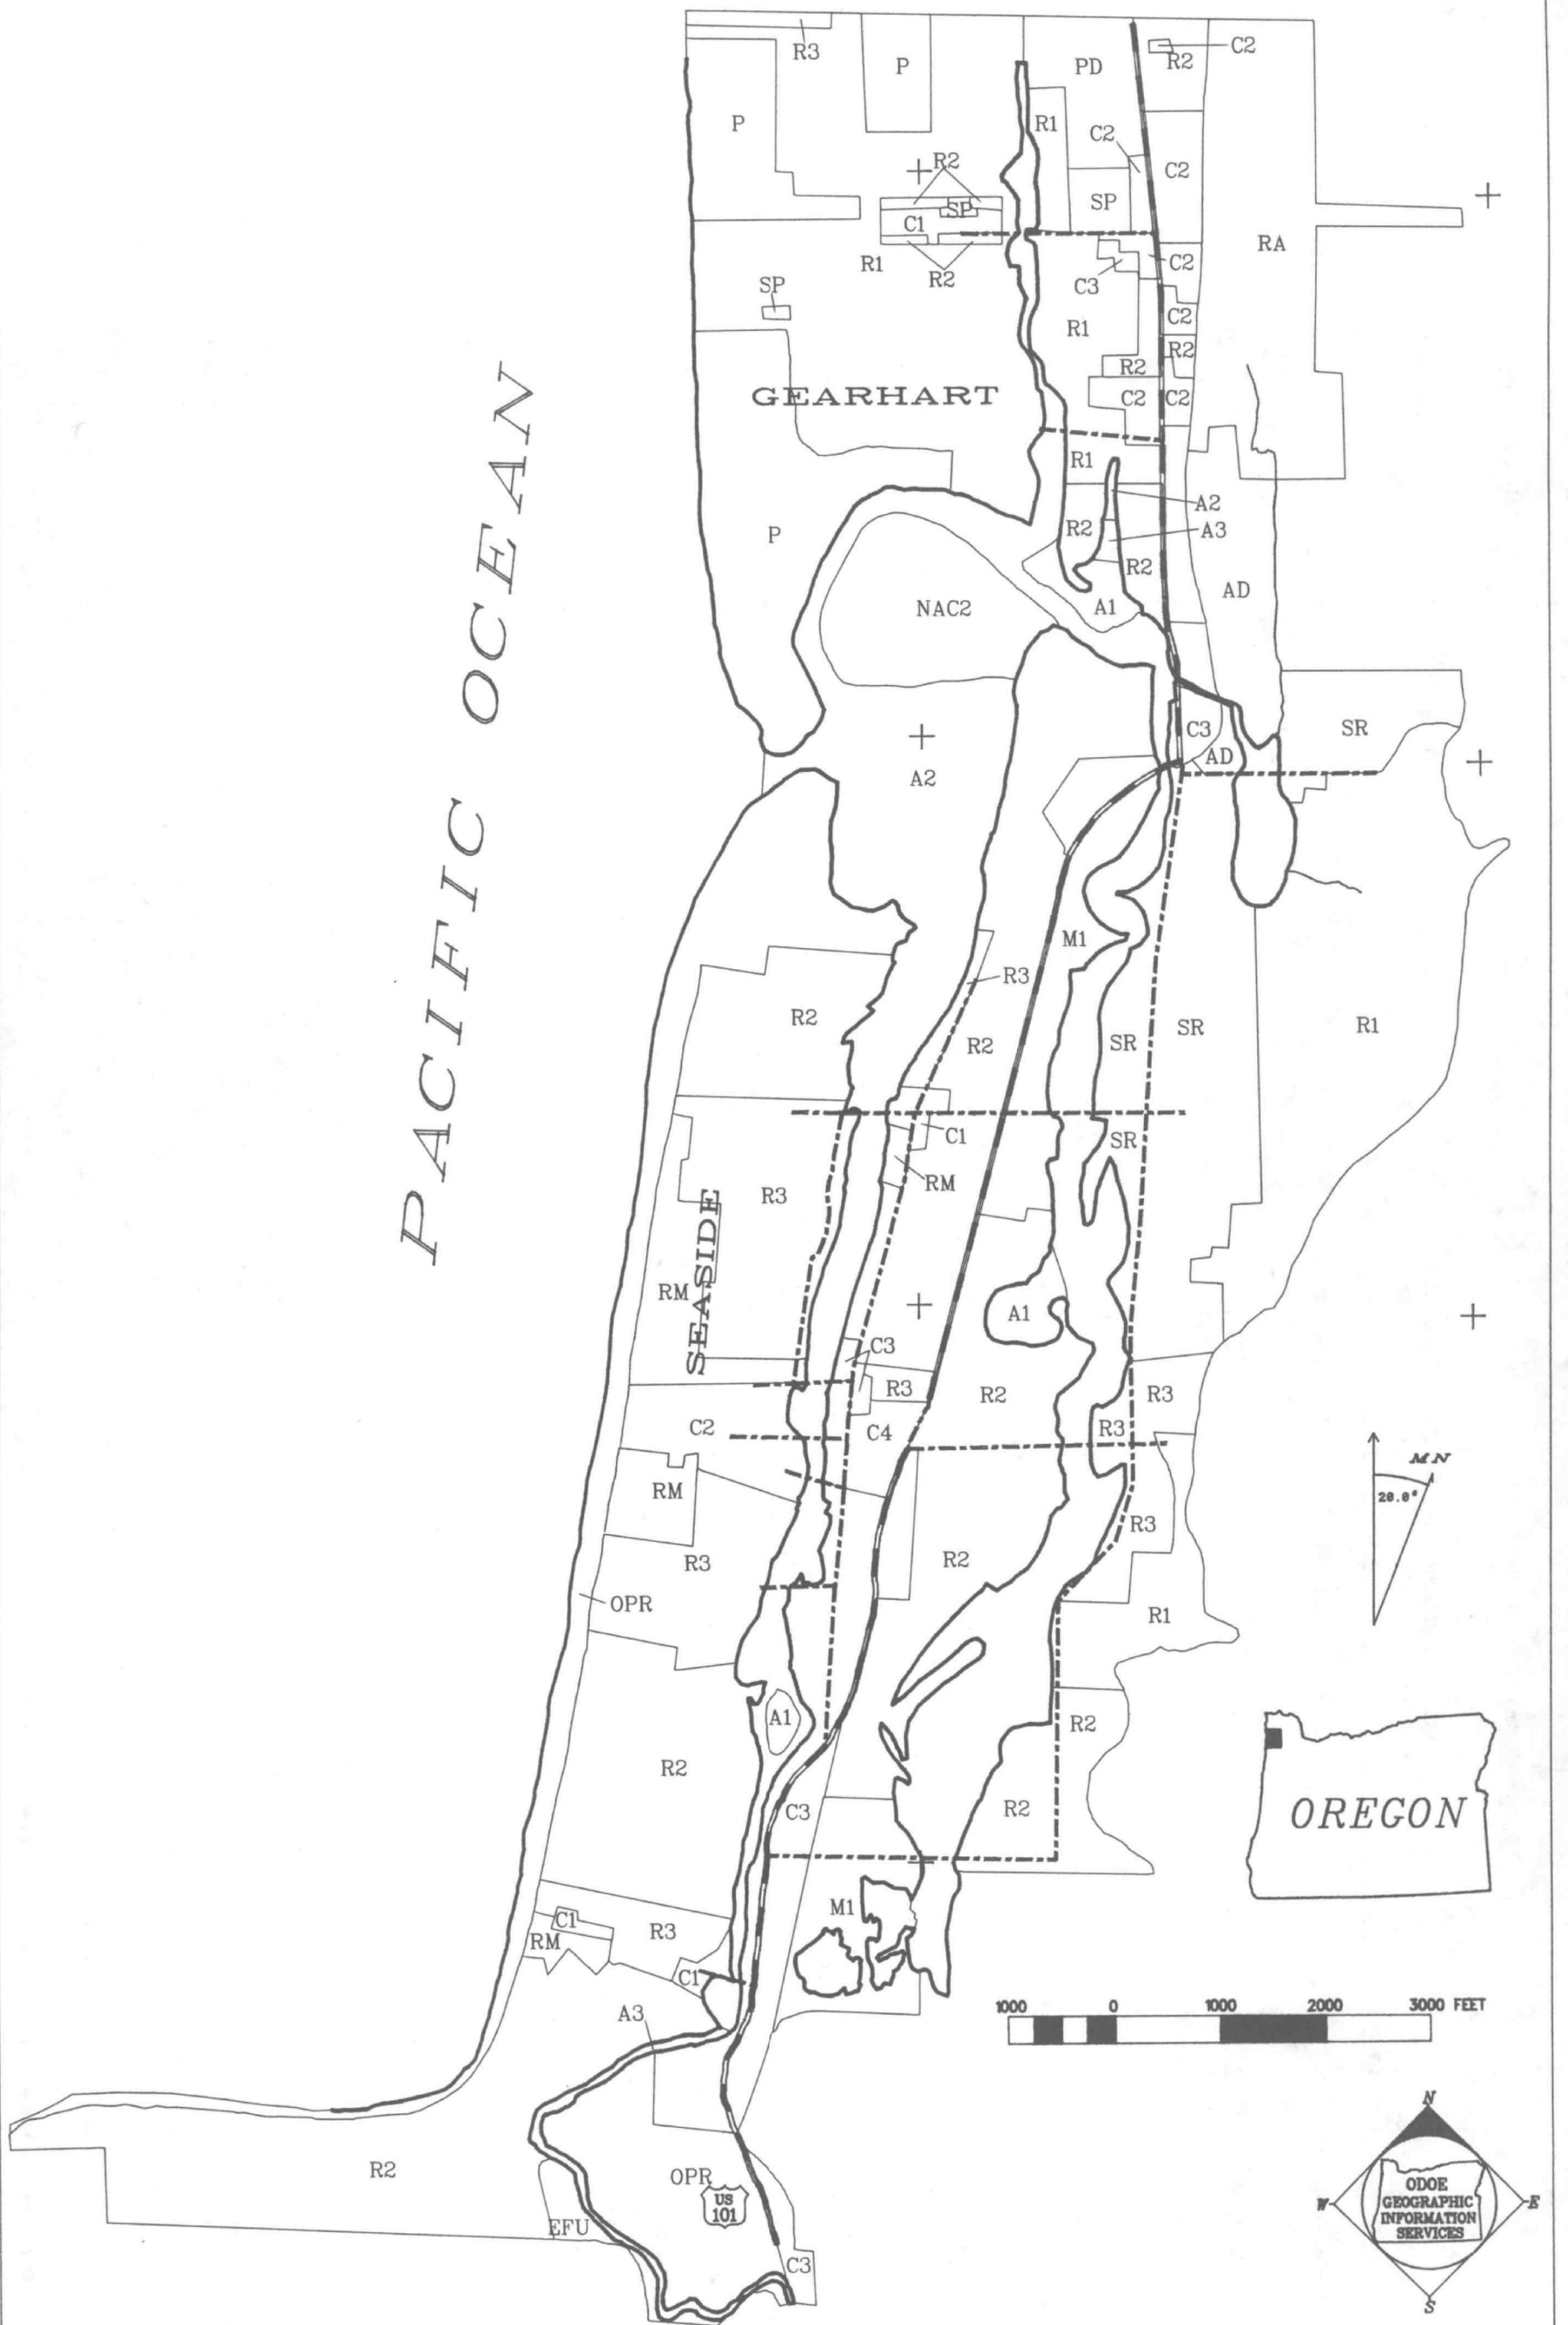 R3
P
PD
C2
R2
P
R1
C2
R2
C2
SP
SP
C1
RA
R1
R2
C2
SP
C3
C2
R1
R2
R2
GEARHART
C2
C2
R1
A2
R2
A3
P
R2
AD
NAC2
A1
C3
SR
AD
A2
PACIFIC OCEAN
M1
R3
R2
R2
SR
SR
R1
C1
SR
RM
R3
SEASIDE
RM
A1
C3
R3
R2
R3
C2
C4
R3
MN
20.0°
RM
R3
R3
R2
OPR
R1
A1
R2
R2
C3
R2
OREGON
M1
C1
R3
RM
C1
A3
1000 0 1000 2000 3000 FEET
N
R2
OPR
ODOE
GEOGRAPHIC
INFORMATION
SERVICES
W
E
US
101
EFU
C3
S